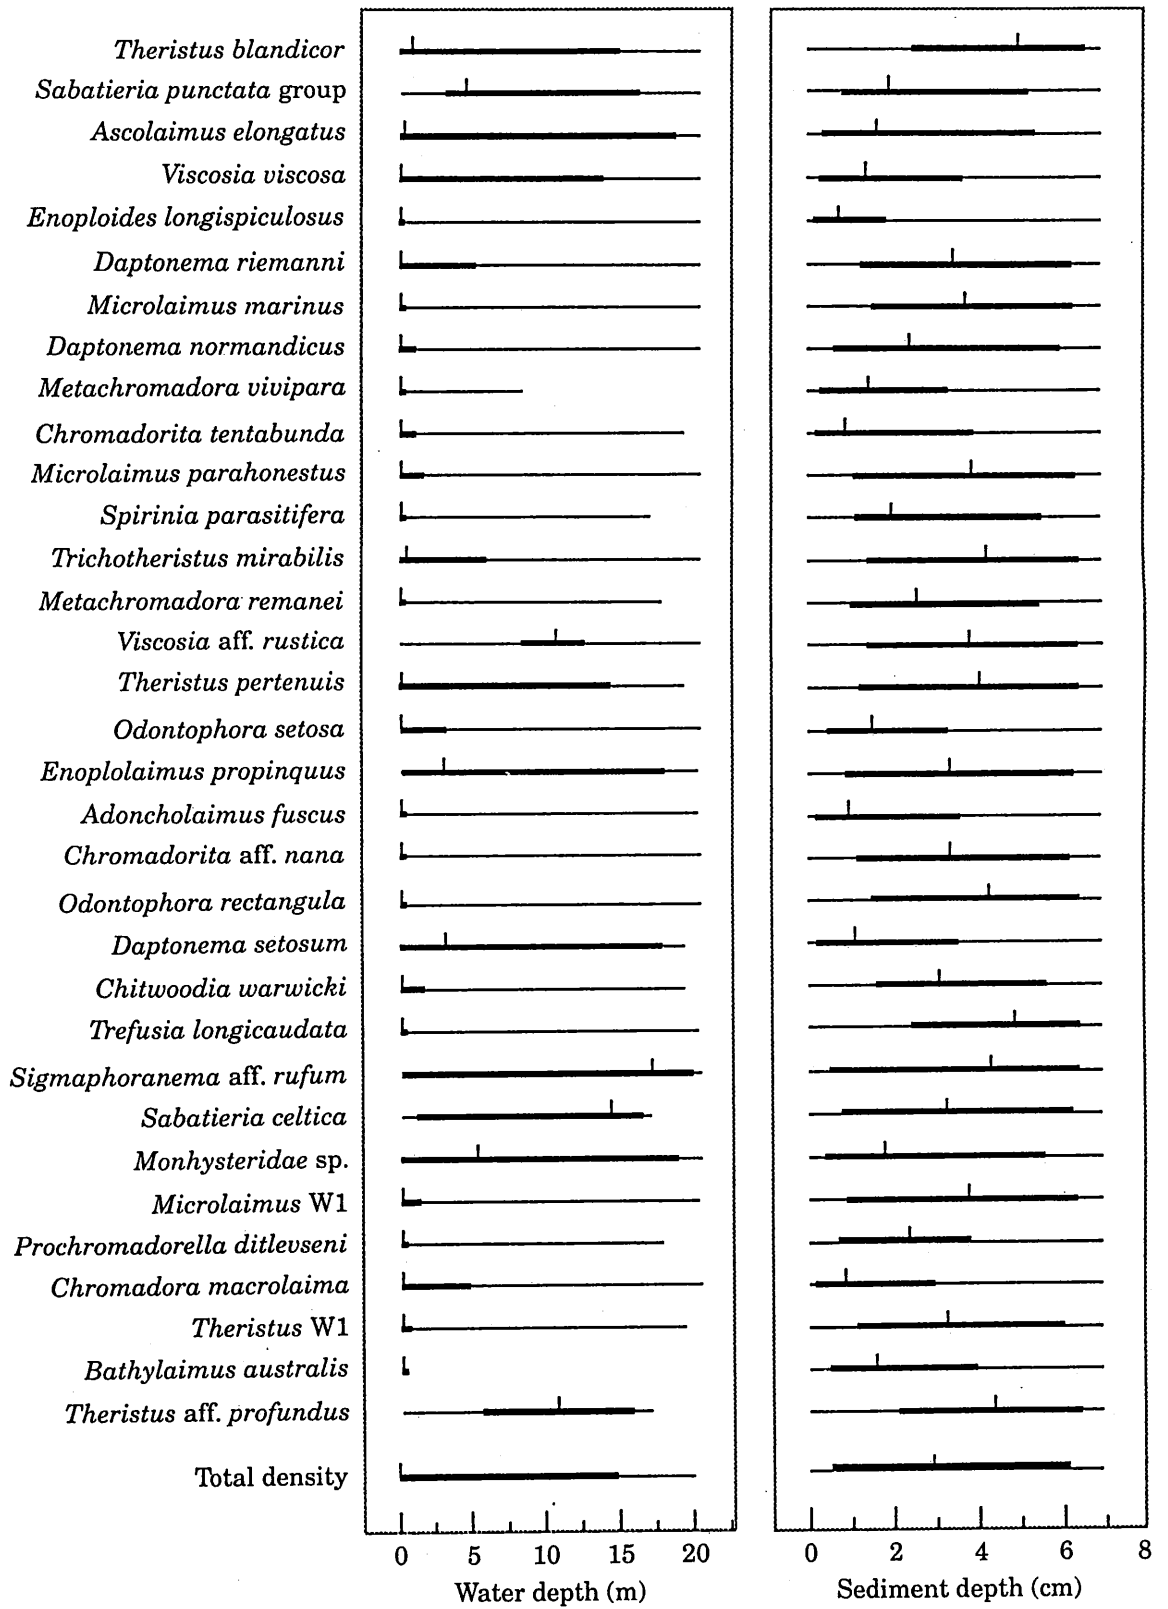 Theristus blandicor
Sabatieria punctata group
Ascolaimus elongatus
Viscosia viscosa
Enoploides longispiculosus
Daptonema riemanni
Microlaimus marinus
Daptonema normandicus
Metachromadora vivipara
Chromadorita tentabunda
Microlaimus parahonestus
Spirinia parasitifera
Trichotheristus mirabilis
Metachromadora remanei
Viscosia aff. rustica
Theristus pertenuis
Odontophora setosa
Enoplolaimus propinquus
Adoncholaimus fuscus
Chromadorita aff. nana
Odontophora rectangula
Daptonema setosum
Chitwoodia warwicki
Trefusia longicaudata
Sigmaphoranema aff. rufum
Sabatieria celtica
Monhysteridae sp.
Microlaimus W1
Prochromadorella ditlevseni
Chromadora macrolaima
Theristus W1
Bathylaimus australis
Theristus aff. profundus
Total density
0 5 10 15 20 0 2 4 6 8
Water depth (m) Sediment depth (cm)